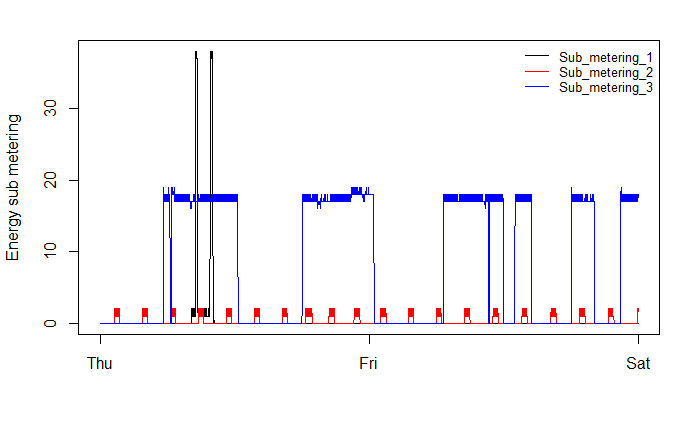 Sub_metering_1
Sub_metering_2
Sub_metering_3
Energy sub metering
30
20
10
0
Thu Fri Sat